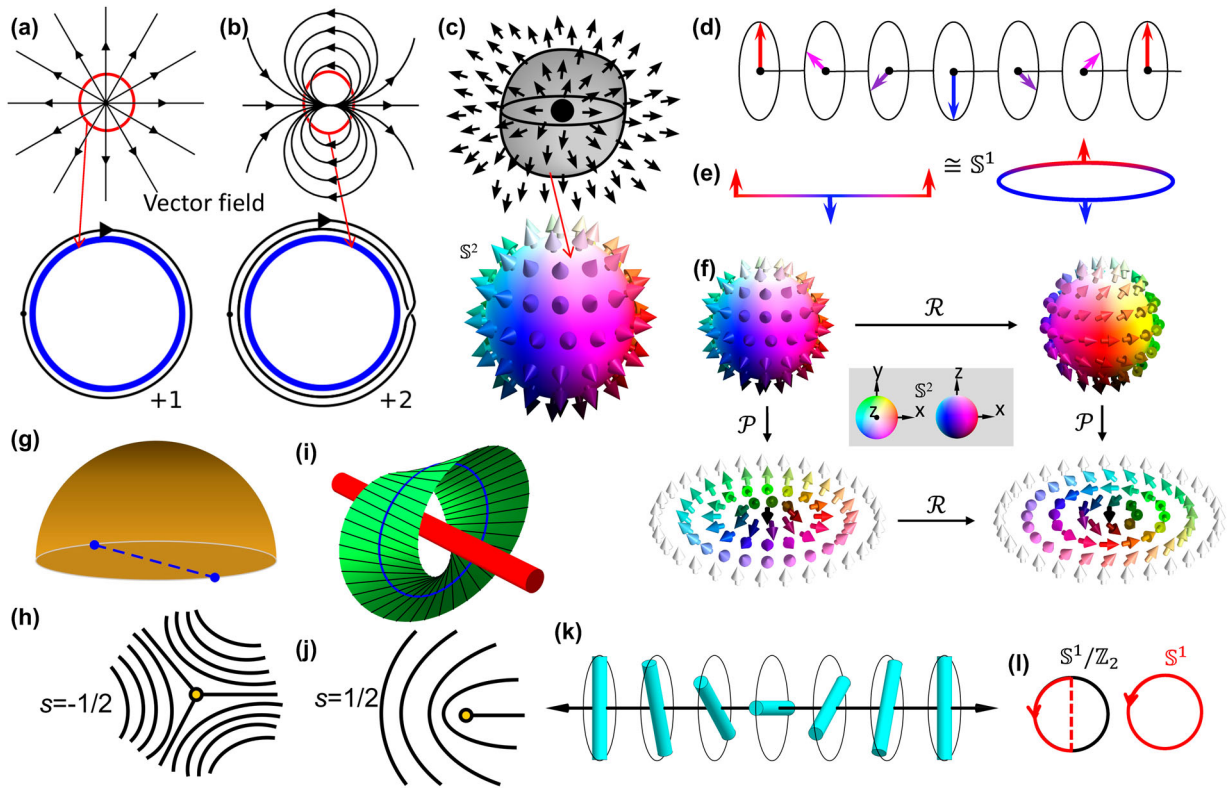 (a)
(b)
(c)
(d)
(e)
≅ 𝕊¹
Vector field
+1
+2
𝕊²
(f)
ℛ
y
z
z
x
𝕊²
x
𝒫
𝒫
ℛ
(g)
(i)
(h)
s=-1/2
(j)
s=1/2
(k)
(l)
𝕊¹/ℤ₂
𝕊¹